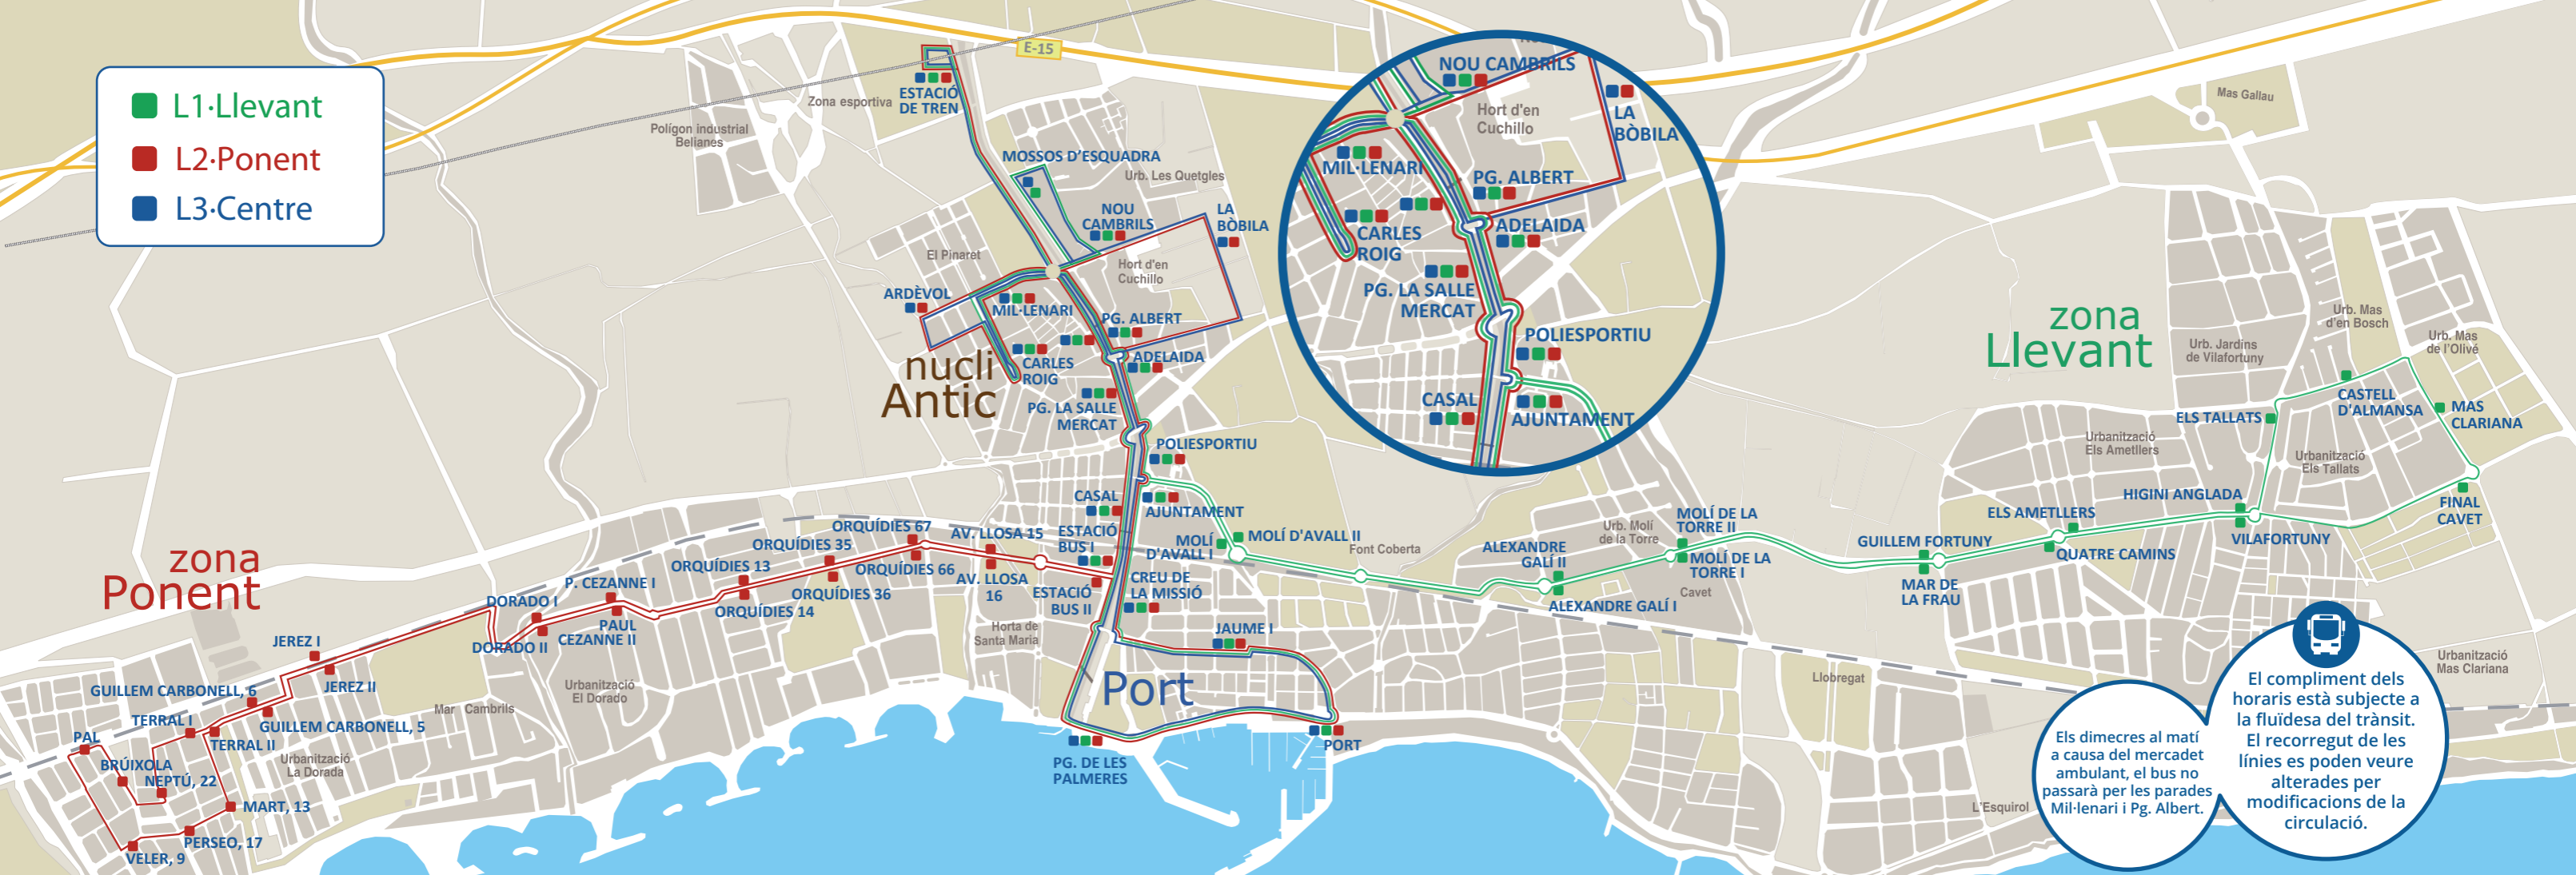 L1·Llevant
L2·Ponent
L3·Centre
E-15
ESTACIÓ
DE TREN
Zona esportiva
Polígon industrial
Belianes
MOSSOS D'ESQUADRA
Urb. Les Quetgles
NOU
CAMBRILS
LA
BÒBILA
El Pinaret
Hort d'en
Cuchillo
ARDÈVOL
MIL·LENARI
PG. ALBERT
CARLES
ROIG
ADELAIDA
nucli
Antic
PG. LA SALLE
MERCAT
POLIESPORTIU
CASAL
AJUNTAMENT
ESTACIÓ
BUS I
ESTACIÓ
BUS II
CREU DE
LA MISSIÓ
JAUME I
Horta de
Santa Maria
Port
PG. DE LES
PALMERES
PORT
NOU CAMBRILS
Hort d'en
Cuchillo
LA
BÒBILA
MIL·LENARI
PG. ALBERT
CARLES
ROIG
ADELAIDA
PG. LA SALLE
MERCAT
POLIESPORTIU
CASAL
AJUNTAMENT
zona
Ponent
ORQUÍDIES 67
AV. LLOSA 15
ORQUÍDIES 35
ORQUÍDIES 13
ORQUÍDIES 66
AV. LLOSA
16
ORQUÍDIES 36
ORQUÍDIES 14
P. CEZANNE I
DORADO I
PAUL
CEZANNE II
DORADO II
JEREZ I
JEREZ II
Urbanització
El Dorado
Mar Cambrils
GUILLEM CARBONELL, 6
GUILLEM CARBONELL, 5
TERRAL I
TERRAL II
PAL
BRÚIXOLA
NEPTÚ, 22
Urbanització
La Dorada
MART, 13
PERSEO, 17
VELER, 9
MOLÍ
D'AVALL I
MOLÍ D'AVALL II
Font Coberta
ALEXANDRE
GALÍ II
ALEXANDRE GALÍ I
Urb. Molí
de la Torre
MOLÍ DE LA
TORRE II
MOLÍ DE LA
TORRE I
Cavet
Llobregat
L'Esquirol
GUILLEM FORTUNY
MAR DE
LA FRAU
ELS AMETLLERS
QUATRE CAMINS
Urbanització
Els Ametllers
HIGINI ANGLADA
VILAFORTUNY
ELS TALLATS
Urbanització
Els Tallats
CASTELL
D'ALMANSA
MAS
CLARIANA
FINAL
CAVET
zona
Llevant
Urb. Jardins
de Vilafortuny
Urb. Mas
d'en Bosch
Urb. Mas
de l'Olivé
Mas Gallau
Urbanització
Mas Clariana
Els dimecres al matí
a causa del mercadet
ambulant, el bus no
passarà per les parades
Mil·lenari i Pg. Albert.
El compliment dels
horaris està subjecte a
la fluïdesa del trànsit.
El recorregut de les
línies es poden veure
alterades per
modificacions de la
circulació.